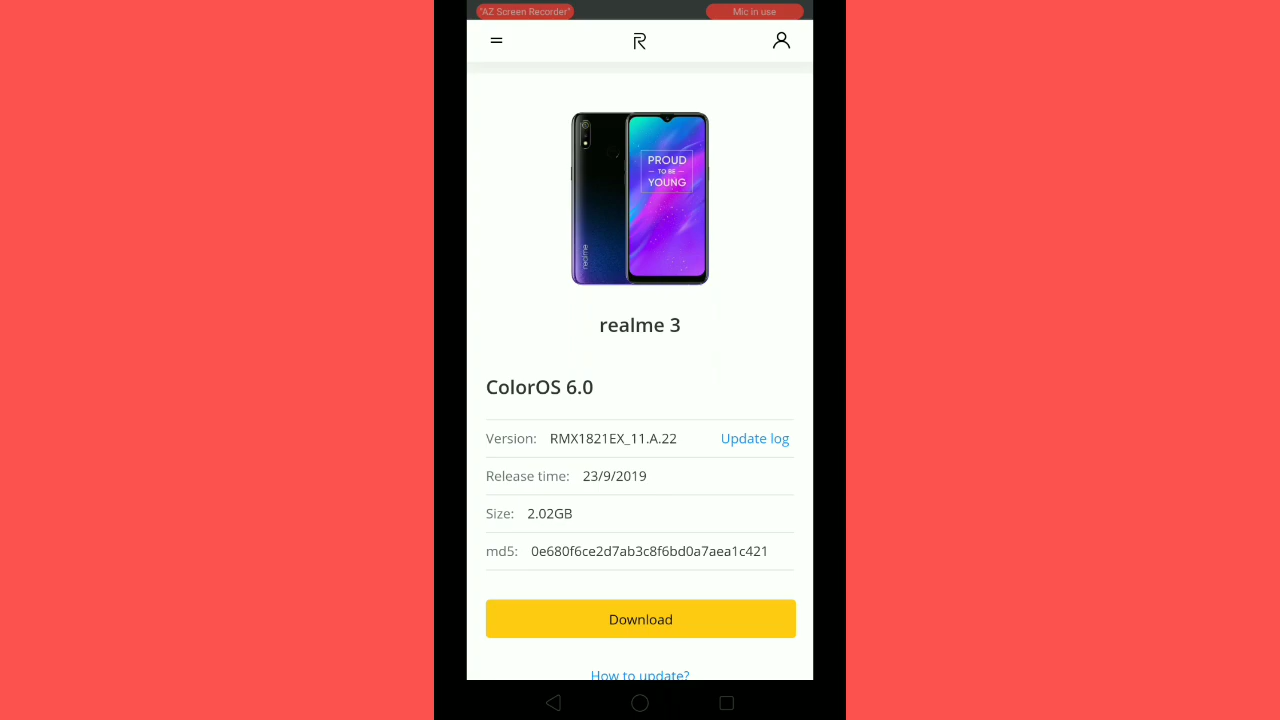 "AZ Screen Recorder" Mic in use
R
PROUD
— TO BE —
YOUNG
realme
realme 3
ColorOS 6.0
Version: RMX1821EX_11.A.22 Update log
Release time: 23/9/2019
Size: 2.02GB
md5: 0e680f6ce2d7ab3c8f6bd0a7aea1c421
Download
How to update?